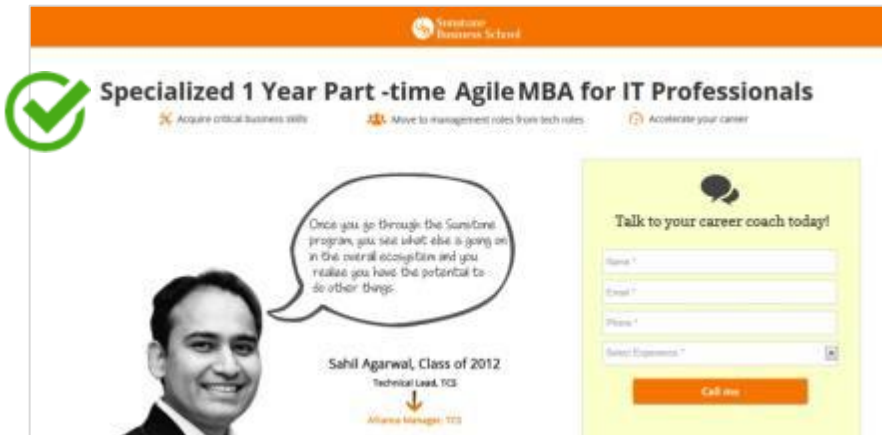 Sunstone
Business School
Specialized 1 Year Part -time Agile MBA for IT Professionals
Acquire critical business skills
Move to management roles from tech roles
Accelerate your career
Once you go through the Sunstone
program, you see what else is going on
in the overall ecosystem and you
realise you have the potential to
do other things.
Talk to your career coach today!
Name *
Email *
Phone *
Select Experience *
Call me
Sahil Agarwal, Class of 2012
Technical Lead, TCS
Alliance Manager, TCS